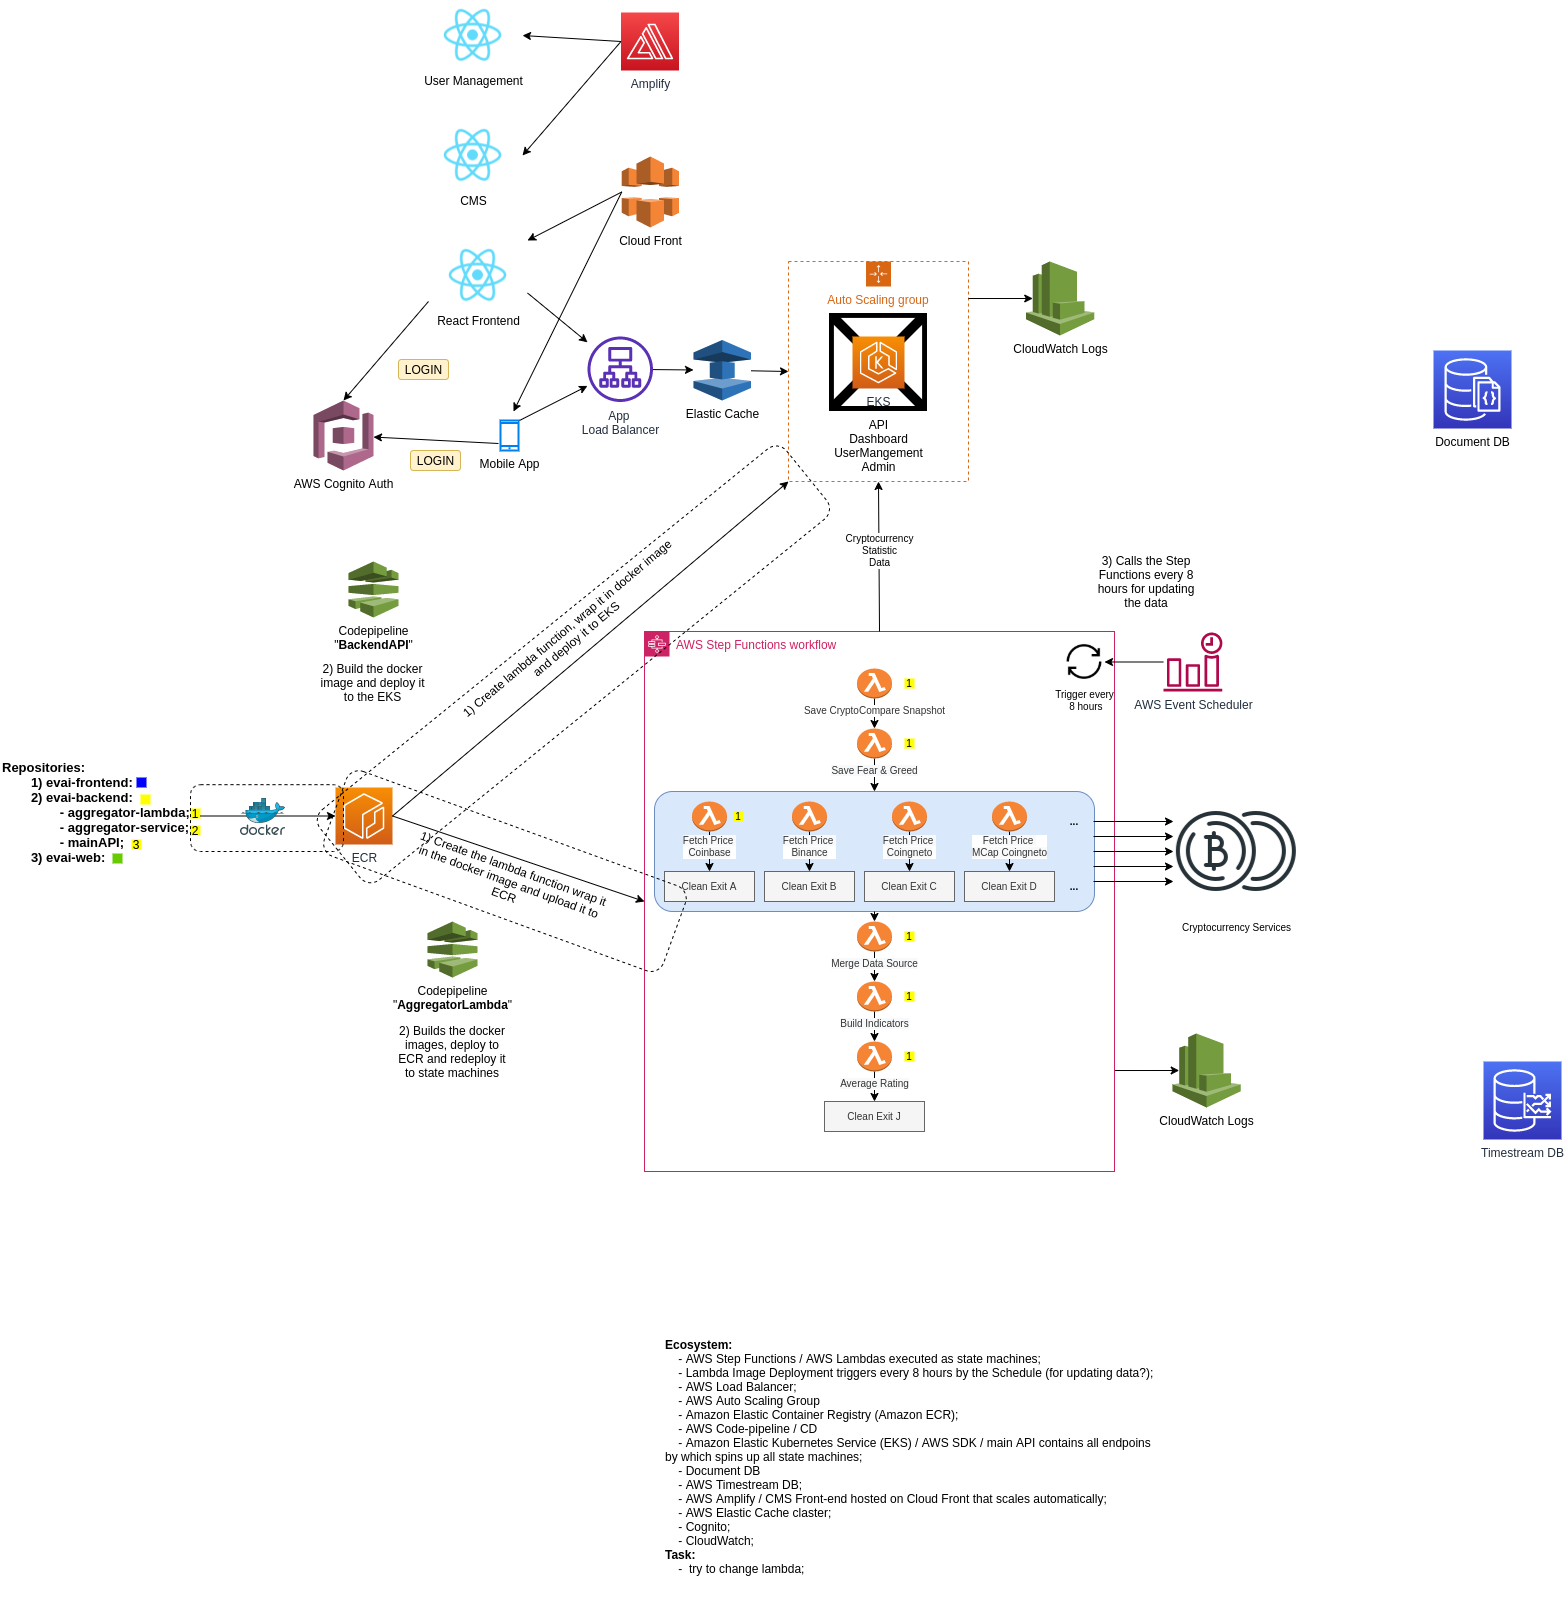 User Management
Amplify
CMS
Cloud Front
React Frontend
LOGIN
AWS Cognito Auth
LOGIN
Mobile App
App
Load Balancer
Elastic Cache
Auto Scaling group
EKS
API
Dashboard
UserMangement
Admin
CloudWatch Logs
Document DB
Cryptocurrency
Statistic
Data
3) Calls the Step
Functions every 8
hours for updating
the data
Codepipeline
"BackendAPI"
2) Build the docker
image and deploy it
to the EKS
1) Create lambda function, wrap it in docker image
and deploy it to EKS
AWS Step Functions workflow
Trigger every
8 hours
AWS Event Scheduler
1
Save CryptoCompare Snapshot
1
Save Fear & Greed
Repositories:
1) evai-frontend:
2) evai-backend:
- aggregator-lambda; 1
- aggregator-service; 2
- mainAPI; 3
3) evai-web:
docker
ECR
1) Create the lambda function wrap it
in the docker image and upload it to
ECR
1
...
Fetch Price
Coinbase
Fetch Price
Binance
Fetch Price
Coingneto
Fetch Price
MCap Coingneto
Clean Exit A
Clean Exit B
Clean Exit C
Clean Exit D
...
Cryptocurrency Services
1
Merge Data Source
1
Build Indicators
1
Average Rating
Clean Exit J
Codepipeline
"AggregatorLambda"
2) Builds the docker
images, deploy to
ECR and redeploy it
to state machines
CloudWatch Logs
Timestream DB
Ecosystem:
- AWS Step Functions / AWS Lambdas executed as state machines;
- Lambda Image Deployment triggers every 8 hours by the Schedule (for updating data?);
- AWS Load Balancer;
- AWS Auto Scaling Group
- Amazon Elastic Container Registry (Amazon ECR);
- AWS Code-pipeline / CD
- Amazon Elastic Kubernetes Service (EKS) / AWS SDK / main API contains all endpoins
by which spins up all state machines;
- Document DB
- AWS Timestream DB;
- AWS Amplify / CMS Front-end hosted on Cloud Front that scales automatically;
- AWS Elastic Cache claster;
- Cognito;
- CloudWatch;
Task:
- try to change lambda;